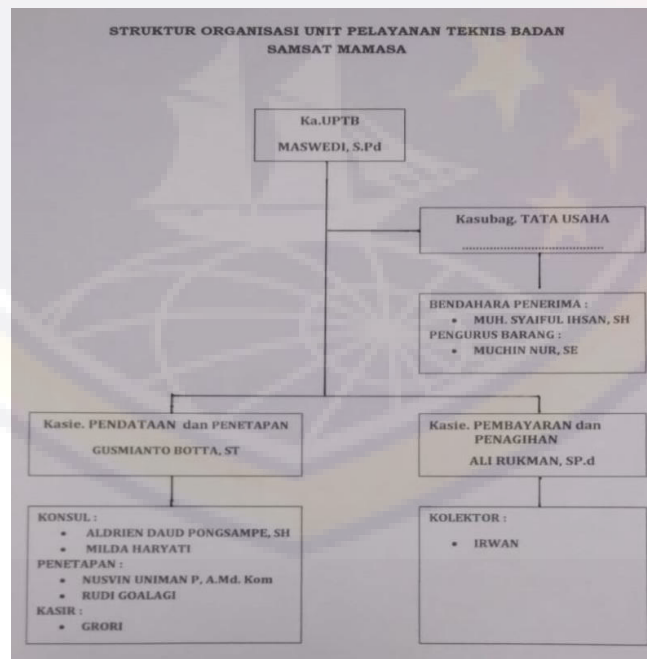 STRUKTUR ORGANISASI UNIT PELAYANAN TEKNIS BADAN
SAMSAT MAMASA
Ka.UPTB
MASWEDI, S.Pd
Kasubag. TATA USAHA
........................................
BENDAHARA PENERIMA :
• MUH. SYAIFUL IHSAN, SH
PENGURUS BARANG :
• MUCHIN NUR, SE
Kasie. PENDATAAN dan PENETAPAN
GUSMIANTO BOTTA, ST
Kasie. PEMBAYARAN dan
PENAGIHAN
ALI RUKMAN, SP.d
KONSUL :
• ALDRIEN DAUD PONGSAMPE, SH
• MILDA HARYATI
PENETAPAN :
• NUSVIN UNIMAN P, A.Md. Kom
• RUDI GOALAGI
KASIR :
• GRORI
KOLEKTOR :
• IRWAN